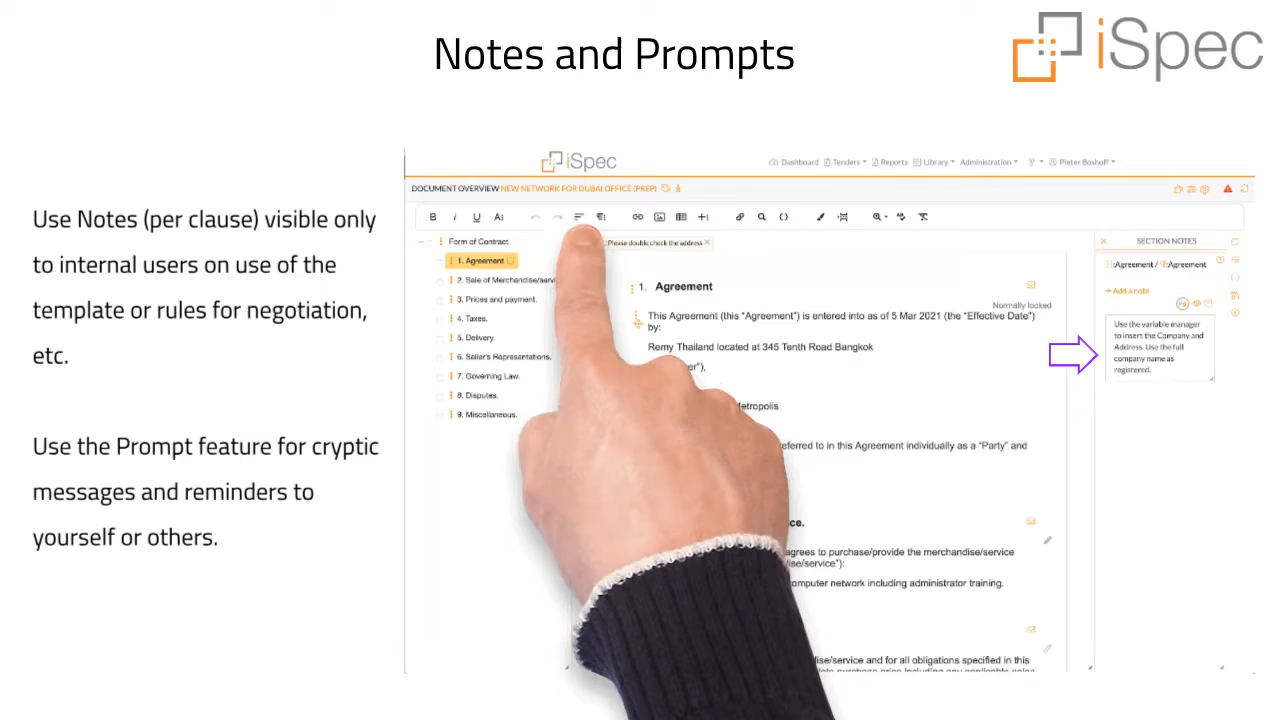 Notes and Prompts
iSpec
Use Notes (per clause) visible only
to internal users on use of the
template or rules for negotiation,
etc.
Use the Prompt feature for cryptic
messages and reminders to
yourself or others.
iSpec
Dashboard Tenders Reports Library Administration Pieter Boshoff
DOCUMENT OVERVIEW NEW NETWORK FOR DUBAI OFFICE (PREP)
Form of Contract
1. Agreement
2. Sale of Merchandise/servi
3. Prices and payment.
4. Taxes.
5. Delivery.
6. Seller's Representations.
7. Governing Law.
8. Disputes.
9. Miscellaneous.
:Please double check the address
1. Agreement
Normally locked
This Agreement (this “Agreement”) is entered into as of 5 Mar 2021 (the “Effective Date”)
by:
Remy Thailand located at 345 Tenth Road Bangkok
er”),
Metropolis
eferred to in this Agreement individually as a “Party” and
ce.
agrees to purchase/provide the merchandise/service
ise/service”):
omputer network including administrator training.
ise/service and for all obligations specified in this
SECTION NOTES
:Agreement / :Agreement
+ Add a note
Use the variable manager
to insert the Company and
Address. Use the full
company name as
registered.